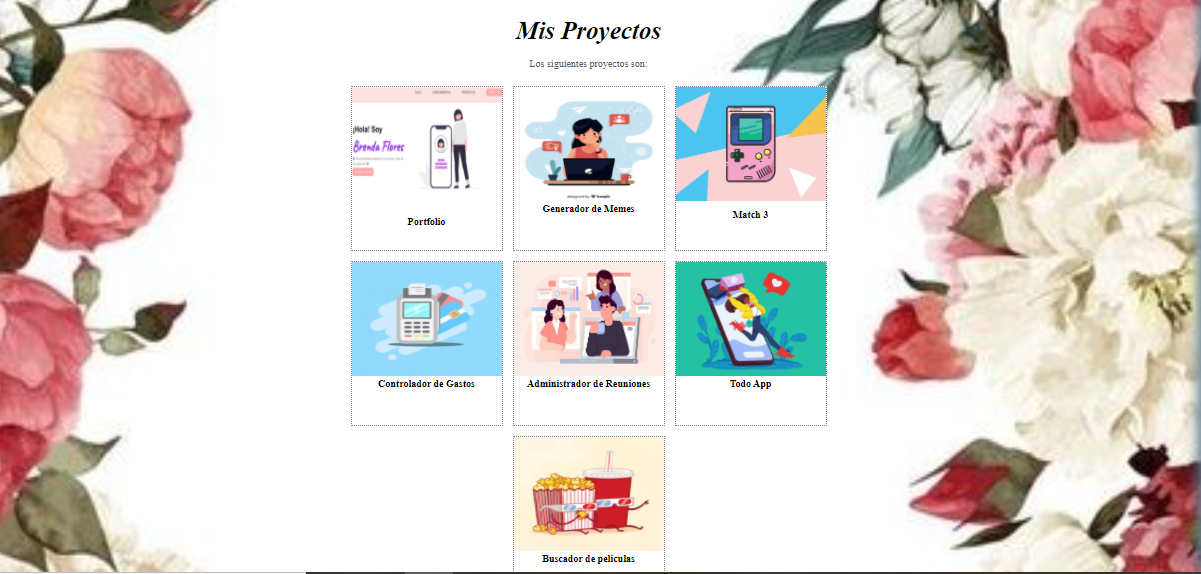 Mis Proyectos
Los siguientes proyectos son:
¡Hola! Soy
Brenda Flores
Portfolio
Generador de Memes
Match 3
Controlador de Gastos
Administrador de Reuniones
Todo App
Buscador de peliculas